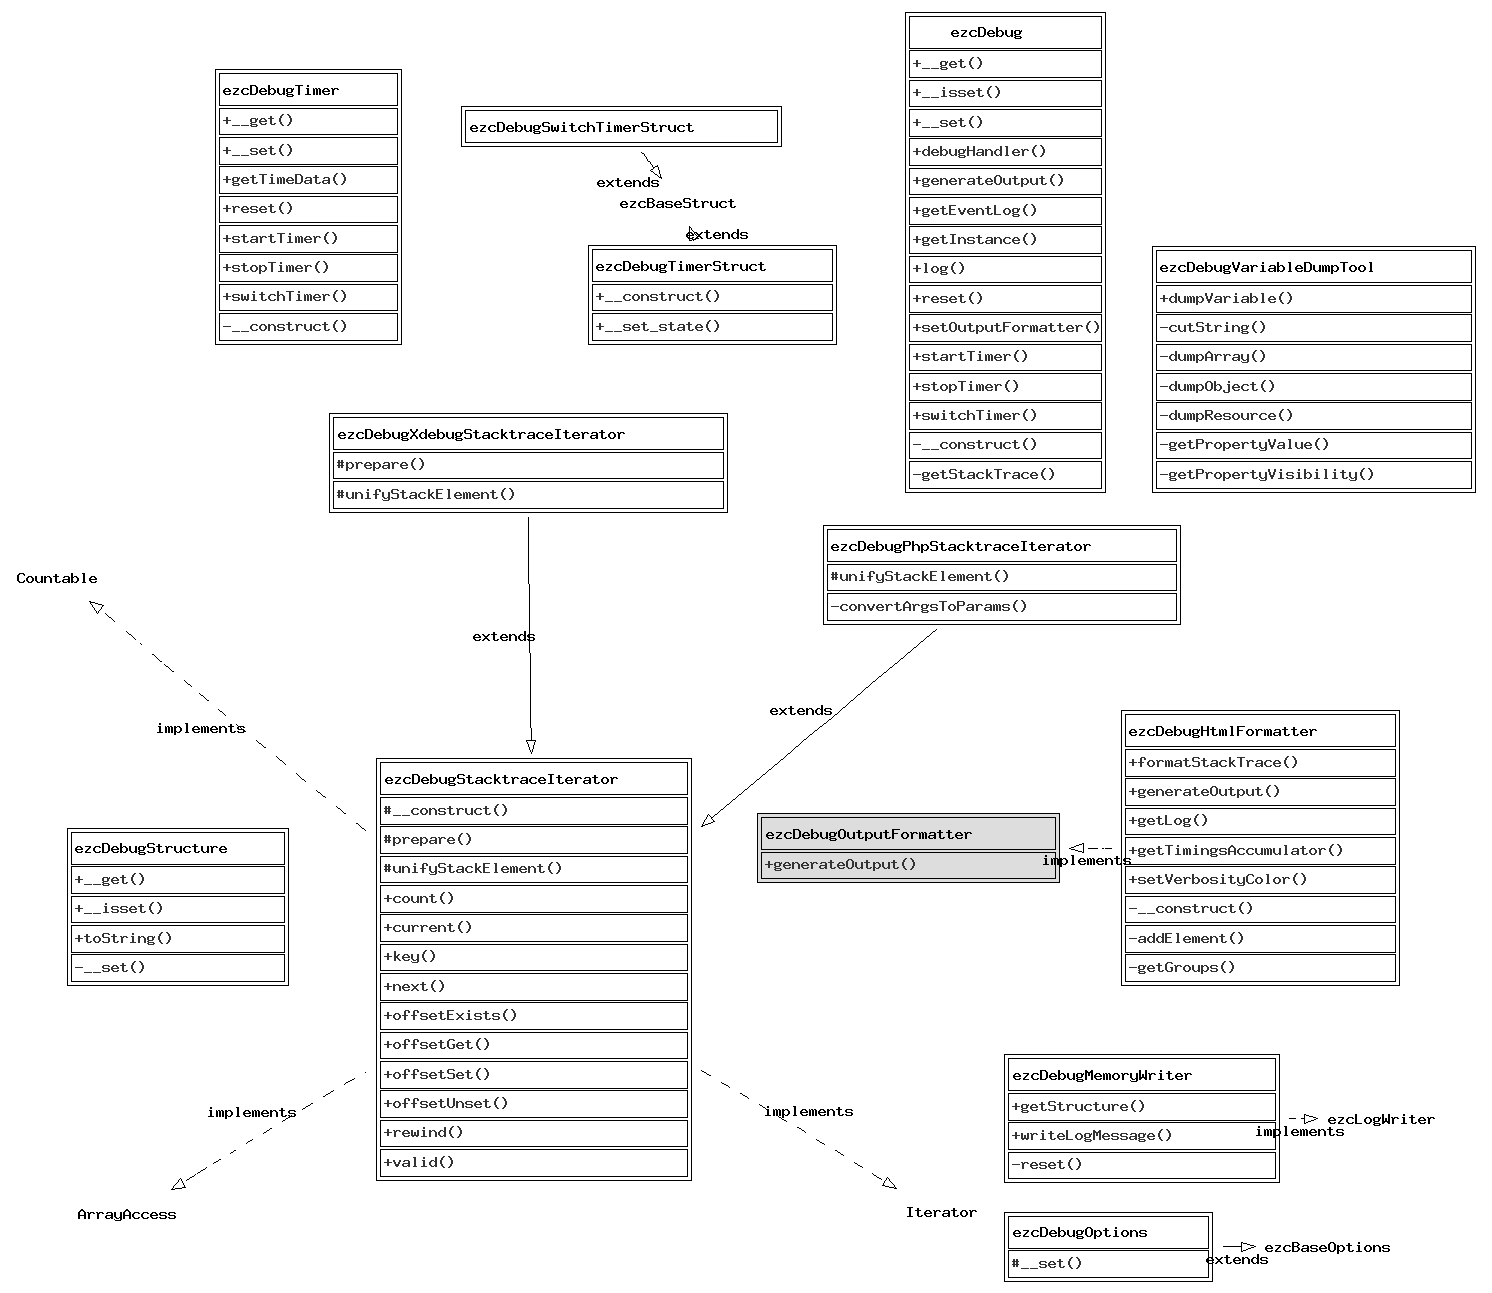 ezcDebug
+__get()
+__isset()
+__set()
+debugHandler()
+generateOutput()
+getEventLog()
+getInstance()
+log()
+reset()
+setOutputFormatter()
+startTimer()
+stopTimer()
+switchTimer()
-__construct()
-getStackTrace()
ezcDebugTimer
+__get()
+__set()
+getTimeData()
+reset()
+startTimer()
+stopTimer()
+switchTimer()
-__construct()
ezcDebugSwitchTimerStruct
extends
ezcBaseStruct
extends
ezcDebugTimerStruct
+__construct()
+__set_state()
ezcDebugVariableDumpTool
+dumpVariable()
-cutString()
-dumpArray()
-dumpObject()
-dumpResource()
-getPropertyValue()
-getPropertyVisibility()
ezcDebugXdebugStacktraceIterator
#prepare()
#unifyStackElement()
extends
ezcDebugPhpStacktraceIterator
#unifyStackElement()
-convertArgsToParams()
extends
Countable
implements
ezcDebugStacktraceIterator
#__construct()
#prepare()
#unifyStackElement()
+count()
+current()
+key()
+next()
+offsetExists()
+offsetGet()
+offsetSet()
+offsetUnset()
+rewind()
+valid()
ezcDebugStructure
+__get()
+__isset()
+toString()
-__set()
ezcDebugOutputFormatter
+generateOutput()
implements
ezcDebugHtmlFormatter
+formatStackTrace()
+generateOutput()
+getLog()
+getTimingsAccumulator()
+setVerbosityColor()
-__construct()
-addElement()
-getGroups()
implements
ArrayAccess
implements
Iterator
ezcDebugMemoryWriter
+getStructure()
+writeLogMessage()
-reset()
implements
ezcLogWriter
ezcDebugOptions
#__set()
extends
ezcBaseOptions